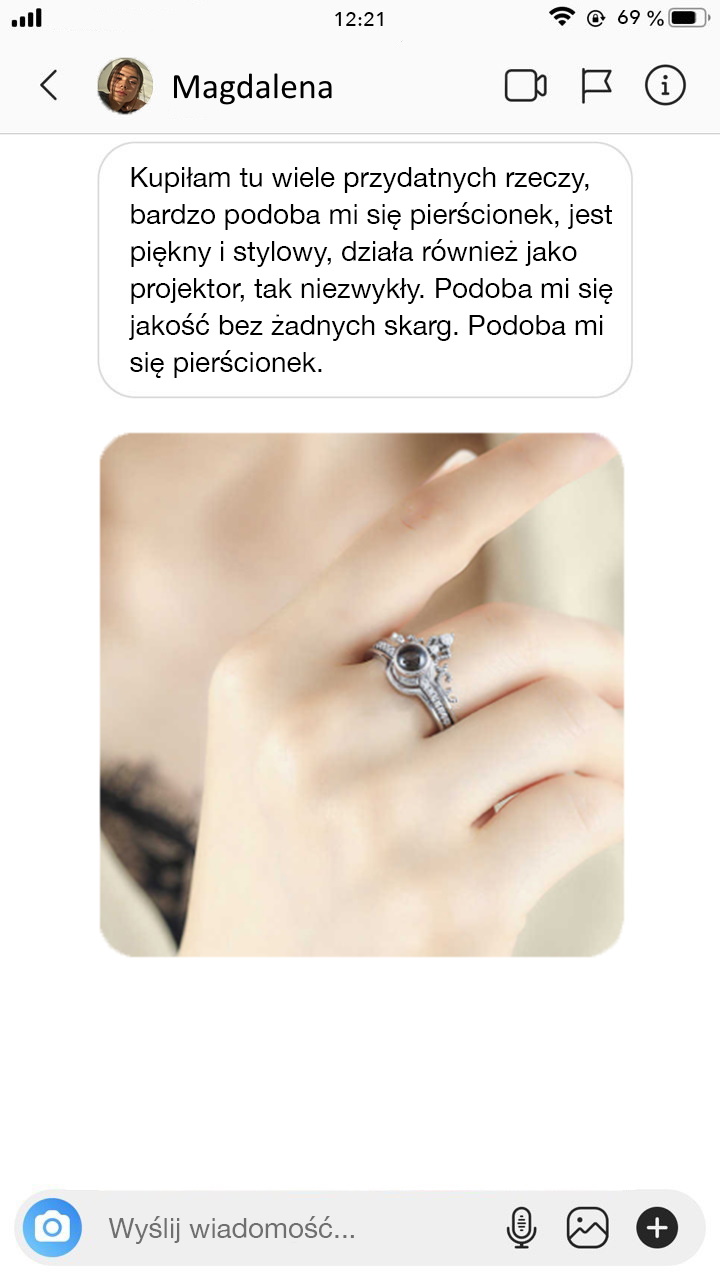 12:21
69 %
Magdalena
Kupiłam tu wiele przydatnych rzeczy,
bardzo podoba mi się pierścionek, jest
piękny i stylowy, działa również jako
projektor, tak niezwykły. Podoba mi się
jakość bez żadnych skarg. Podoba mi
się pierścionek.
Wyślij wiadomość...